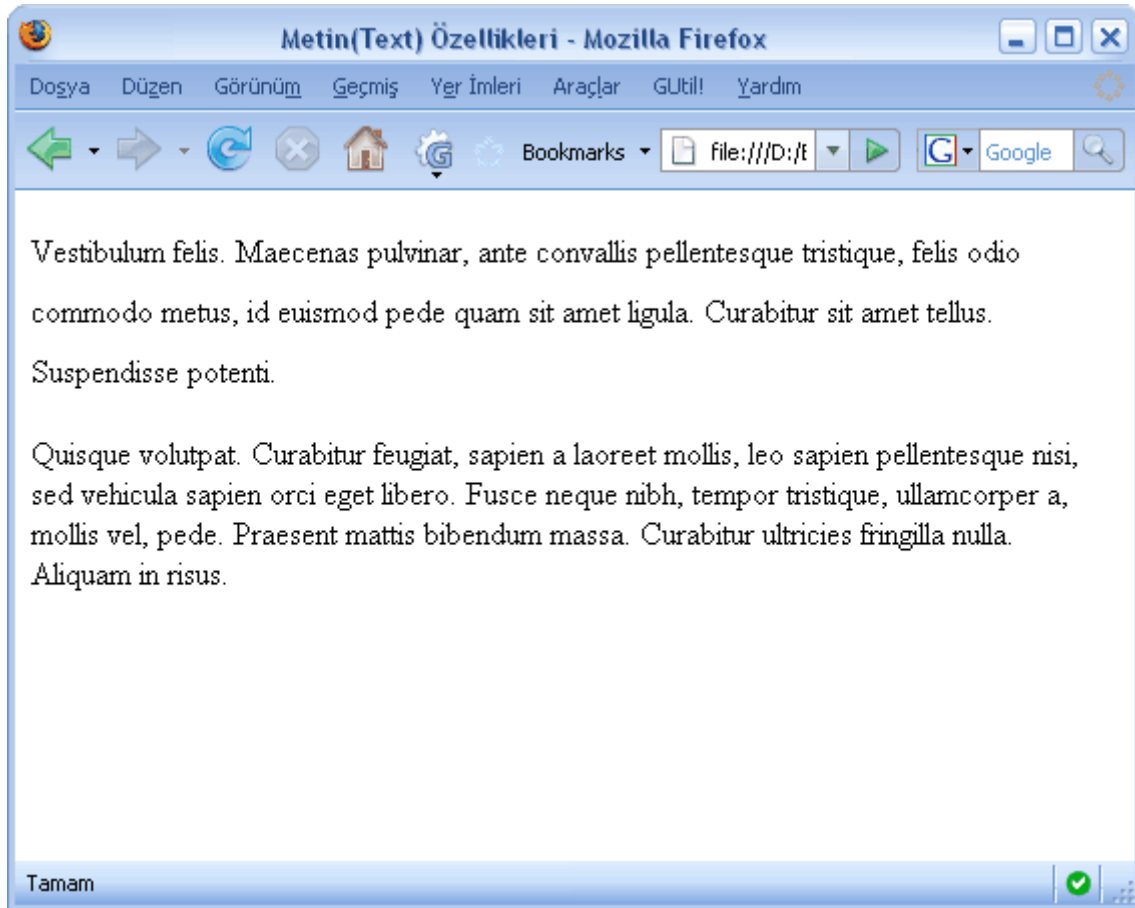 Metin(Text) Özellikleri - Mozilla Firefox
Dosya Düzen Görünüm Geçmiş Yer İmleri Araçlar GUtil! Yardım
Bookmarks file:///D:/E Google
Vestibulum felis. Maecenas pulvinar, ante convallis pellentesque tristique, felis odio
commodo metus, id euismod pede quam sit amet ligula. Curabitur sit amet tellus.
Suspendisse potenti.
Quisque volutpat. Curabitur feugiat, sapien a laoreet mollis, leo sapien pellentesque nisi,
sed vehicula sapien orci eget libero. Fusce neque nibh, tempor tristique, ullamcorper a,
mollis vel, pede. Praesent mattis bibendum massa. Curabitur ultricies fringilla nulla.
Aliquam in risus.
Tamam